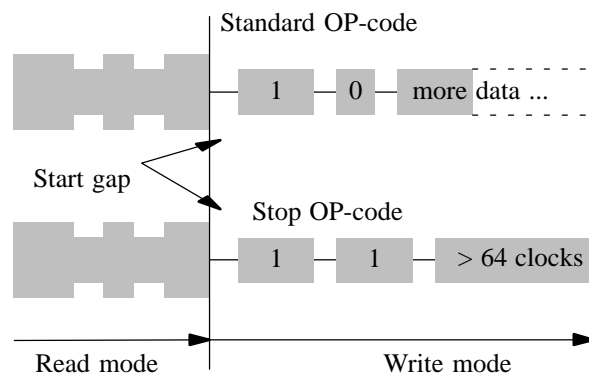 Standard OP-code
1 0 more data ...
Start gap
Stop OP-code
1 1 > 64 clocks
Read mode Write mode